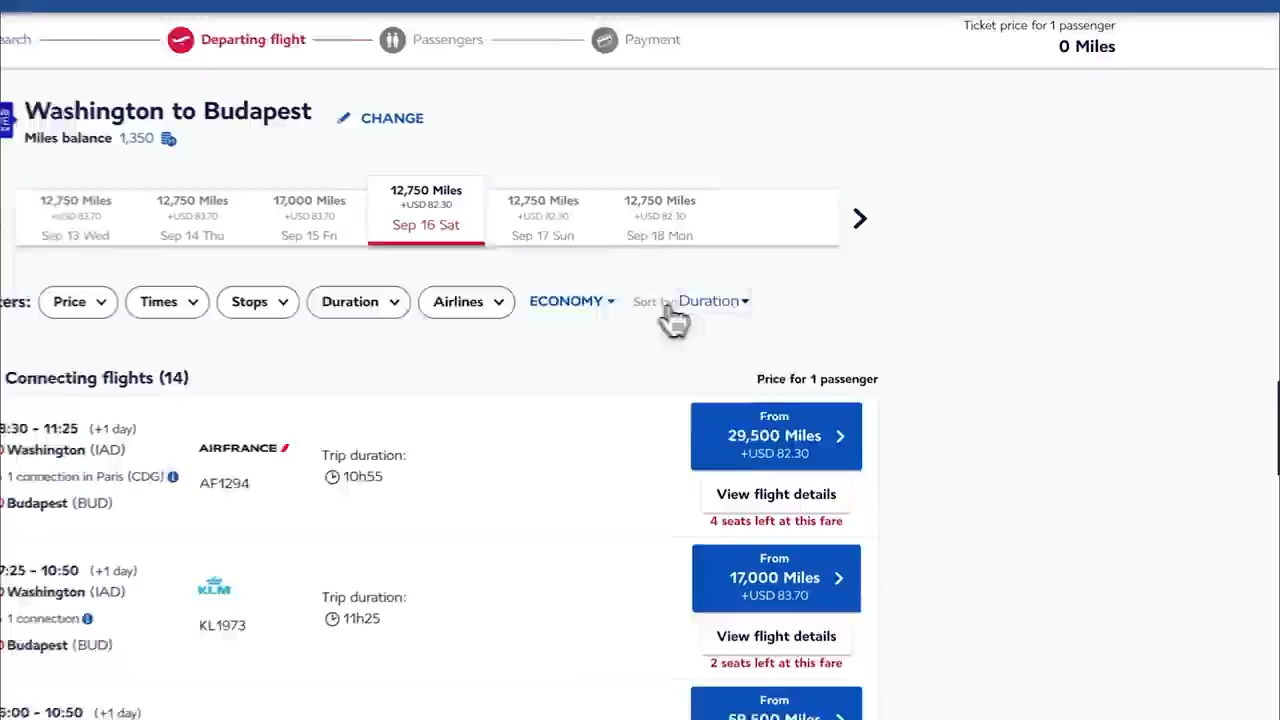 Departing flight
Passengers
Payment
Ticket price for 1 passenger
0 Miles
Washington to Budapest
CHANGE
Miles balance 1,350
12,750 Miles
+USD 83.70
Sep 13 Wed
12,750 Miles
+USD 83.70
Sep 14 Thu
17,000 Miles
+USD 83.70
Sep 15 Fri
12,750 Miles
+USD 82.30
Sep 16 Sat
12,750 Miles
+USD 82.30
Sep 17 Sun
12,750 Miles
+USD 82.30
Sep 18 Mon
Price
Times
Stops
Duration
Airlines
ECONOMY
Sort
Duration
Connecting flights (14)
Price for 1 passenger
- 11:25 (+1 day)
Washington (IAD)
1 connection in Paris (CDG)
Budapest (BUD)
AIRFRANCE
AF1294
Trip duration:
10h55
From
29,500 Miles
+USD 82.30
View flight details
4 seats left at this fare
- 10:50 (+1 day)
Washington (IAD)
1 connection
Budapest (BUD)
KLM
KL1973
Trip duration:
11h25
From
17,000 Miles
+USD 83.70
View flight details
2 seats left at this fare
- 10:50 (+1 day)
From
59,500 Miles